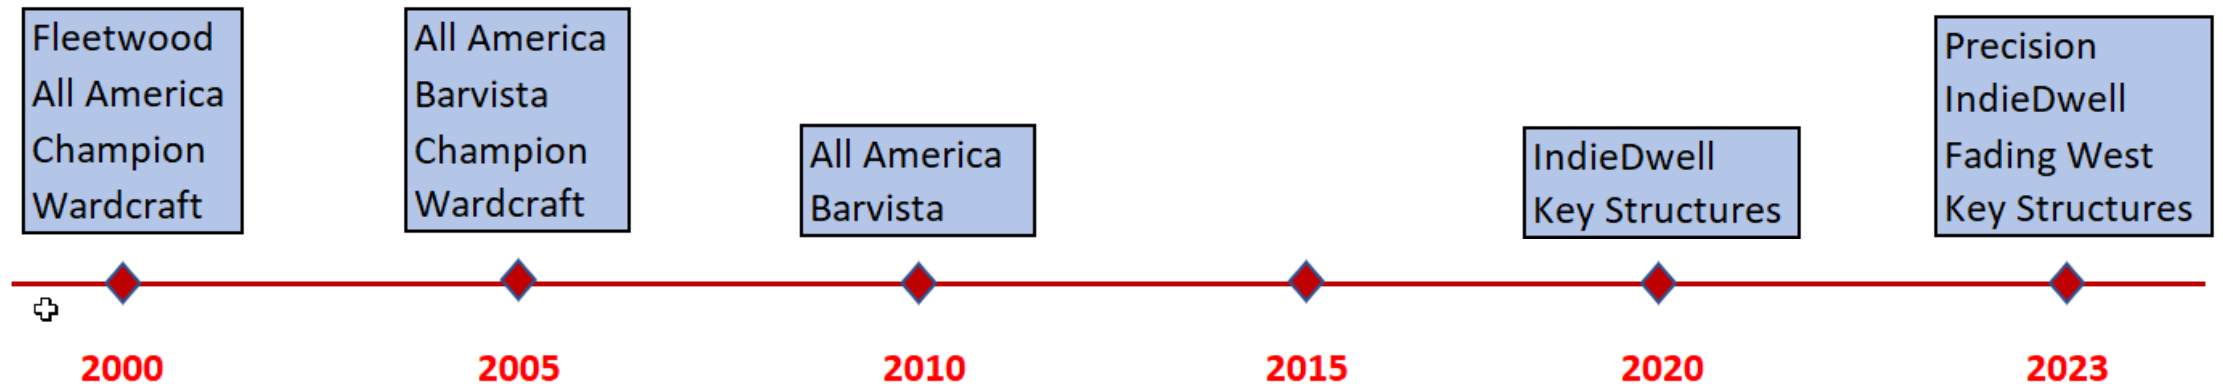 Fleetwood
All America
Champion
Wardcraft
All America
Barvista
Champion
Wardcraft
All America
Barvista
IndieDwell
Key Structures
Precision
IndieDwell
Fading West
Key Structures
2000
2005
2010
2015
2020
2023